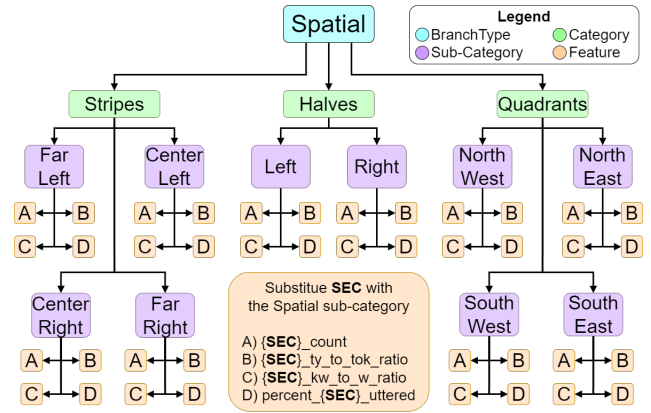 Spatial
Legend
BranchType
Category
Sub-Category
Feature
Stripes
Halves
Quadrants
Far
Left
Center
Left
Left
Right
North
West
North
East
A
B
A
B
A
B
A
B
A
B
A
B
C
D
C
D
C
D
C
D
C
D
C
D
Center
Right
Far
Right
South
West
South
East
A
B
A
B
A
B
A
B
C
D
C
D
C
D
C
D
Substitue SEC with
the Spatial sub-category
A) {SEC}_count
B) {SEC}_ty_to_tok_ratio
C) {SEC}_kw_to_w_ratio
D) percent_{SEC}_uttered